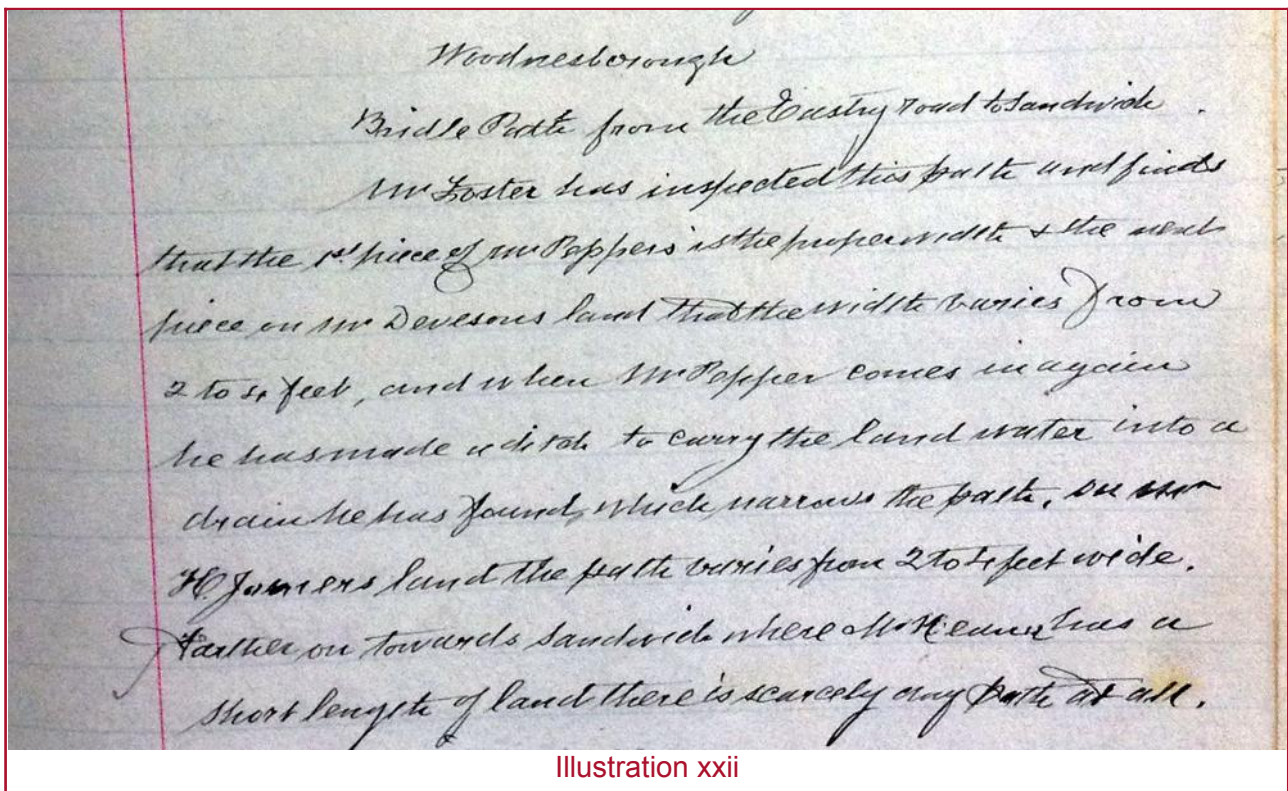 Woodnesborough
Bridle Path from the Eastry road to Sandwich.
Mr Foster has inspected this path and finds
that the 1st piece of Mr Peppers is the proper width & the next
piece on Mr Devesons land that the width varies from
2 to 4 feet, and when Mr Pepper comes in again
he has made a ditch to carry the land water into a
drain he has found, which narrows the path. On Mr
H. land the path varies from 2 to 4 feet wide.
Farther on towards Sandwich where Mr has a
short length of land there is scarcely any path at all.
Illustration xxii